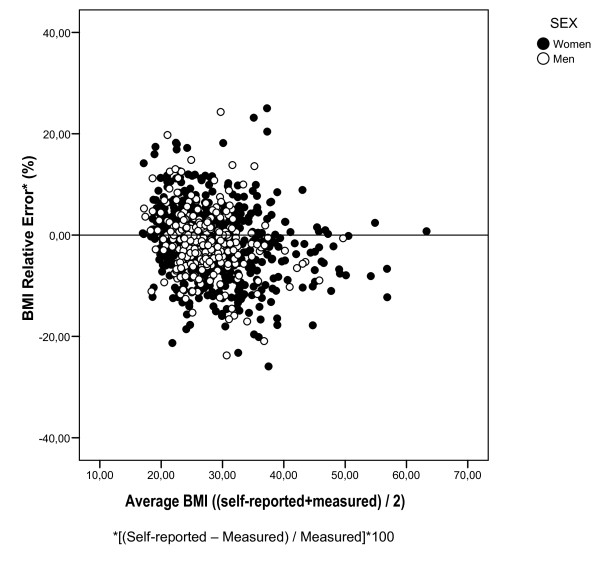 SEX
Women
Men
40,00
20,00
0,00
-20,00
-40,00
BMI Relative Error* (%)
10,00 20,00 30,00 40,00 50,00 60,00 70,00
Average BMI ((self-reported+measured) / 2)
*[(Self-reported – Measured) / Measured]*100